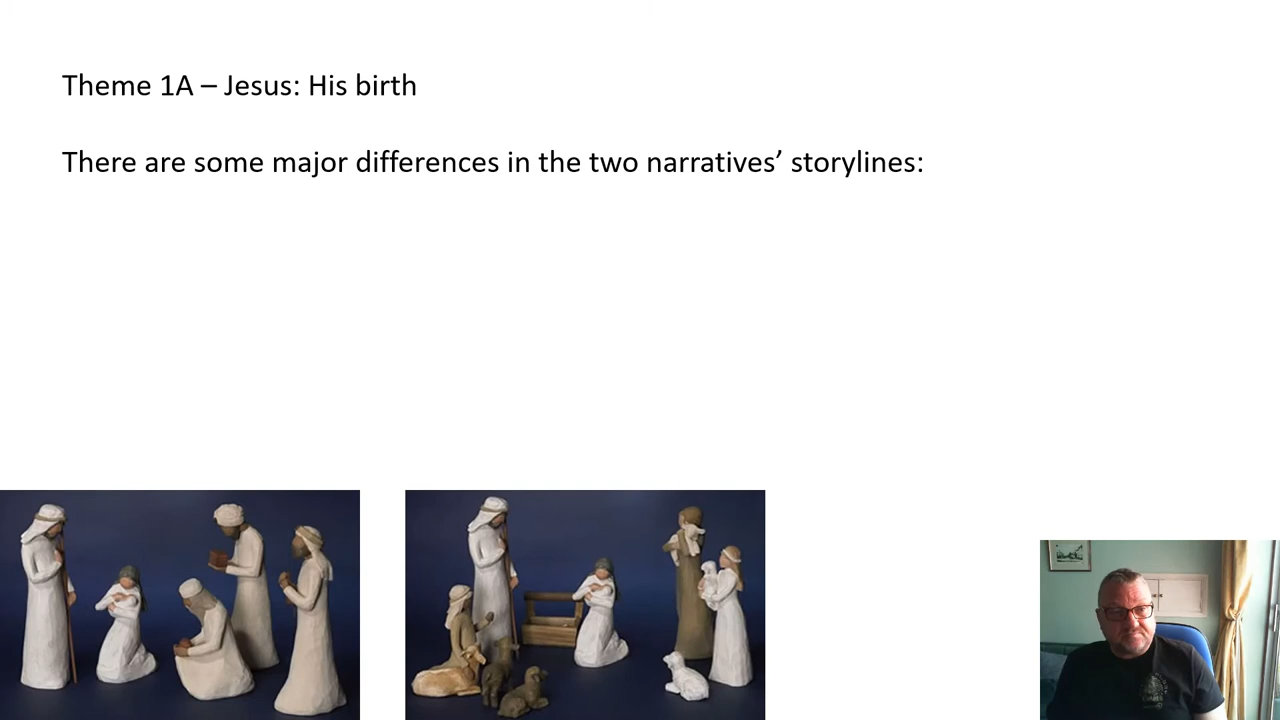 Theme 1A – Jesus: His birth
There are some major differences in the two narratives’ storylines: